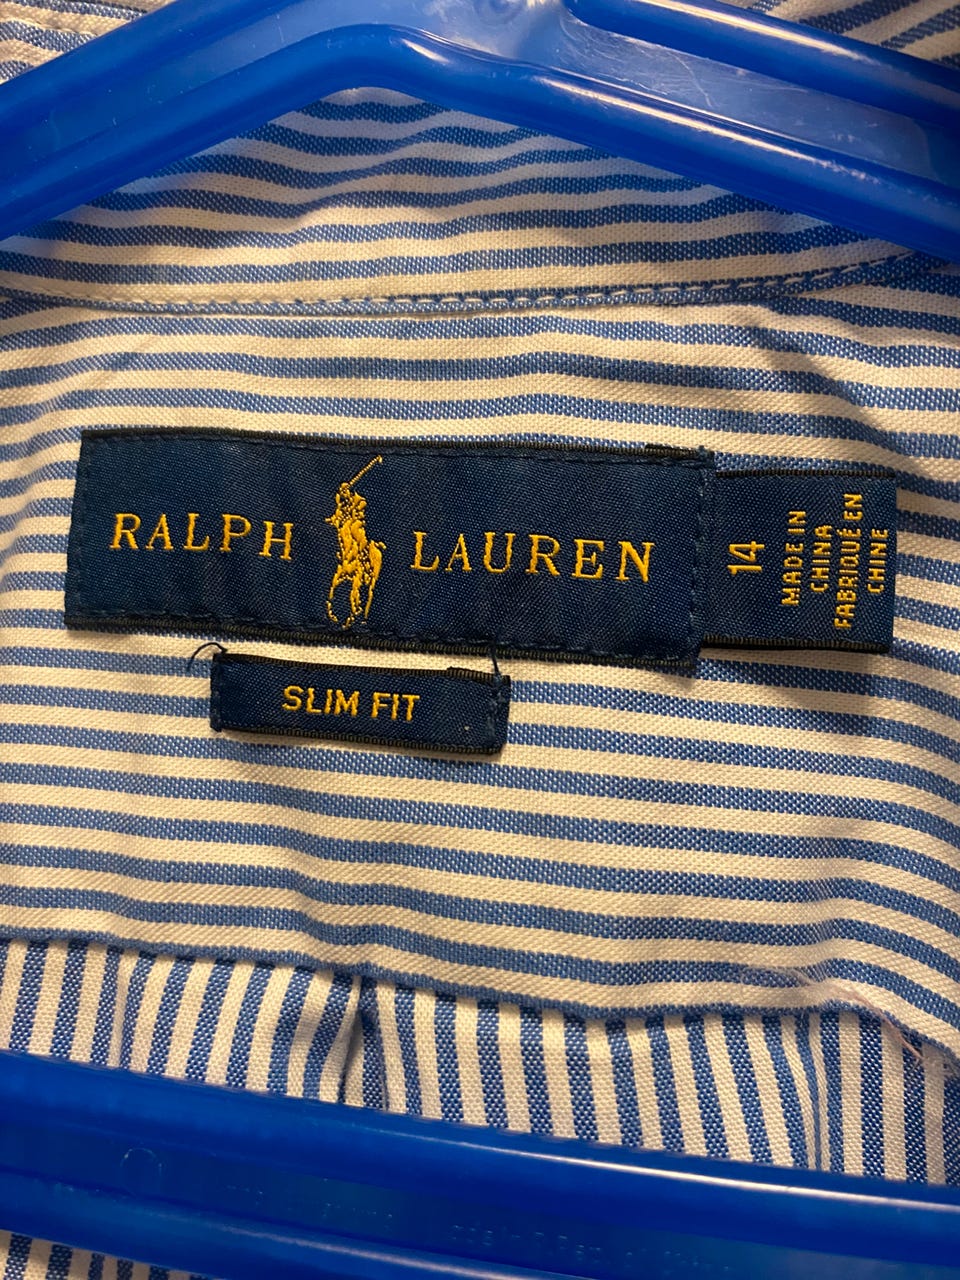 RALPH LAUREN
14
MADE IN
CHINA
FABRIQUÉ EN
CHINE
SLIM FIT